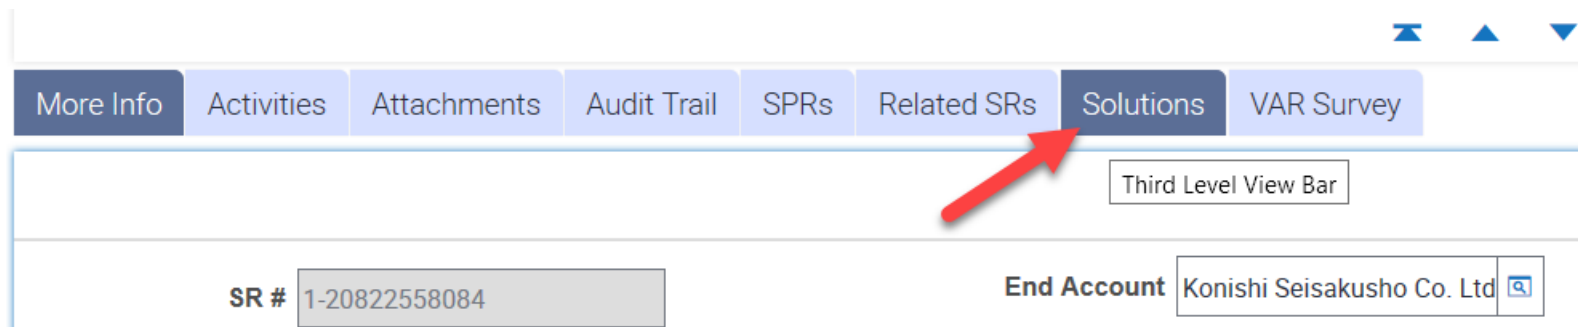 More Info Activities Attachments Audit Trail SPRs Related SRs Solutions VAR Survey
Third Level View Bar
SR # 1-20822558084 End Account Konishi Seisakusho Co. Ltd